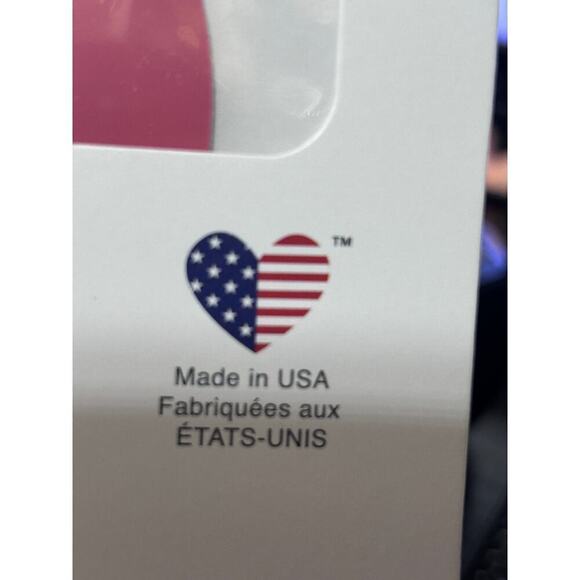 TM
Made in USA
Fabriquées aux
ÉTATS-UNIS